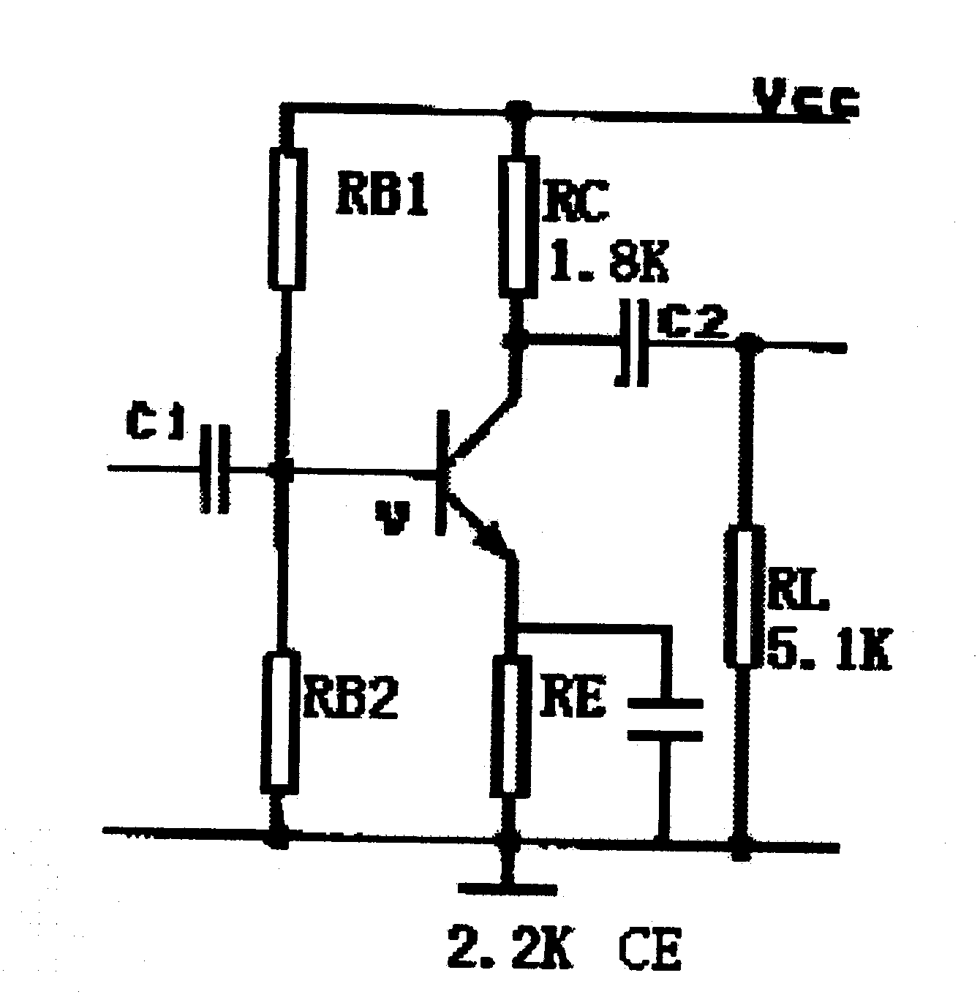 Vcc
RB1
RC
1.8K
C2
C1
V
RL
5.1K
RB2
RE
2.2K CE